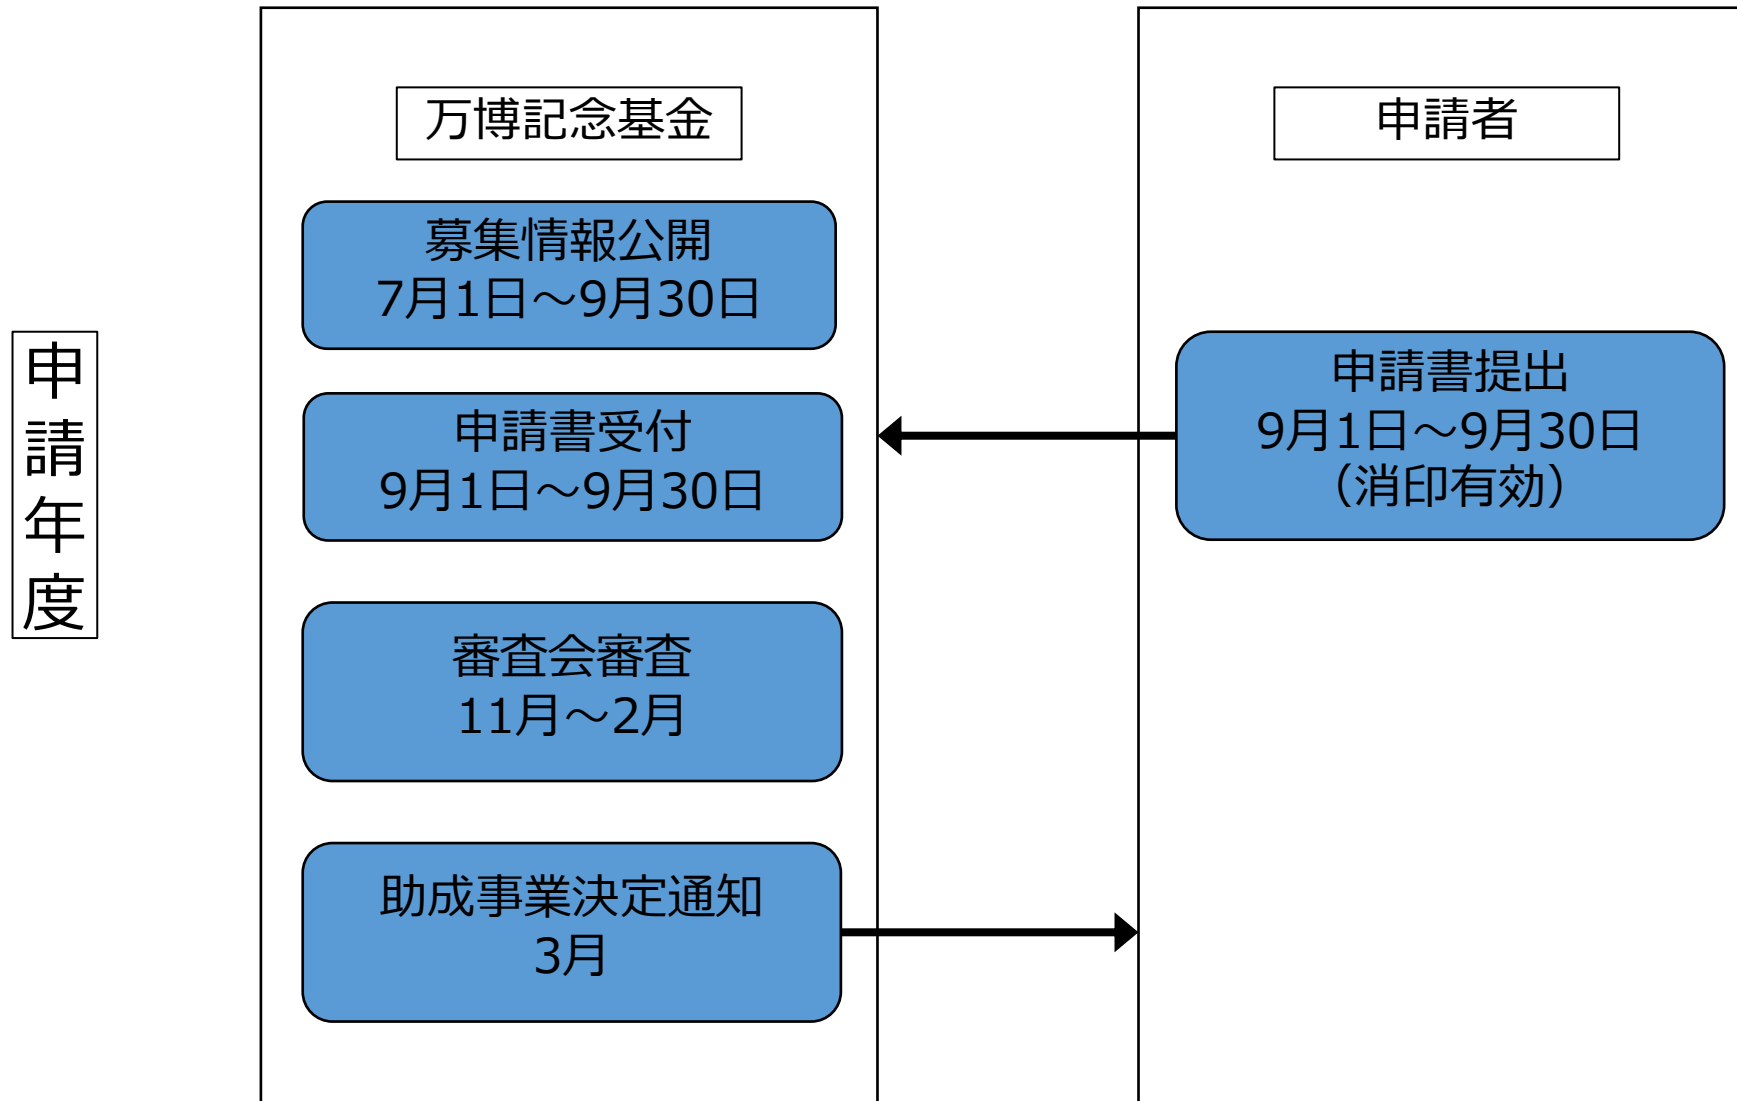 万博記念基金
申請者
募集情報公開
7月1日～9月30日
申請年度
申請書受付
9月1日～9月30日
申請書提出
9月1日～9月30日
（消印有効）
審査会審査
11月～2月
助成事業決定通知
3月